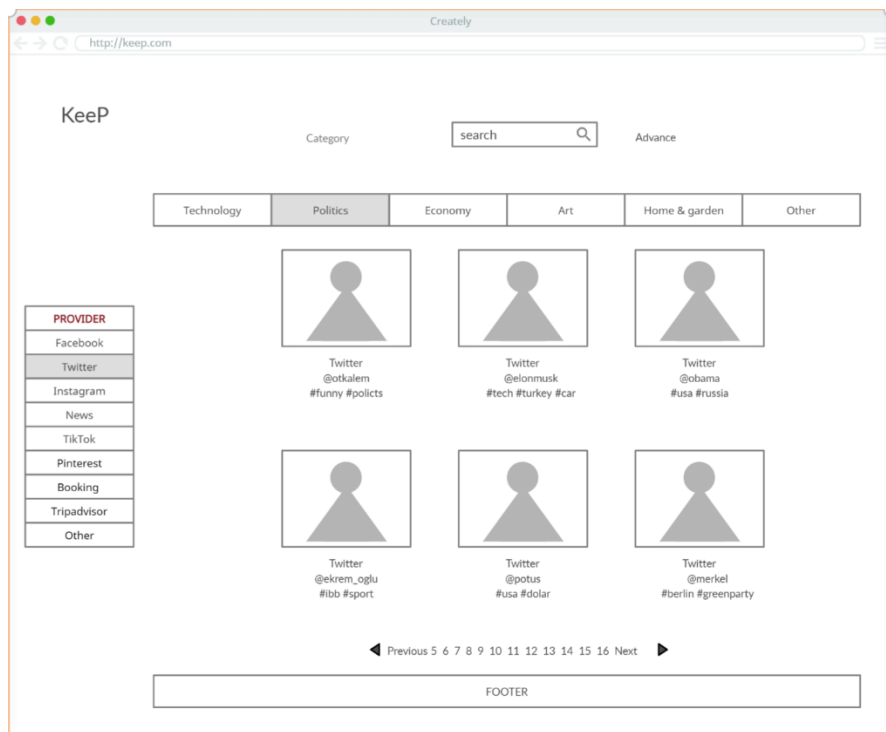 Creately
http://keep.com
KeeP
Category
search
Advance
Technology Politics Economy Art Home & garden Other
PROVIDER
Facebook
Twitter
Instagram
News
TikTok
Pinterest
Booking
Tripadvisor
Other
Twitter
@otkalem
#funny #policts
Twitter
@elonmusk
#tech #turkey #car
Twitter
@obama
#usa #russia
Twitter
@ekrem_oglu
#ibb #sport
Twitter
@potus
#usa #dolar
Twitter
@merkel
#berlin #greenparty
Previous 5 6 7 8 9 10 11 12 13 14 15 16 Next
FOOTER